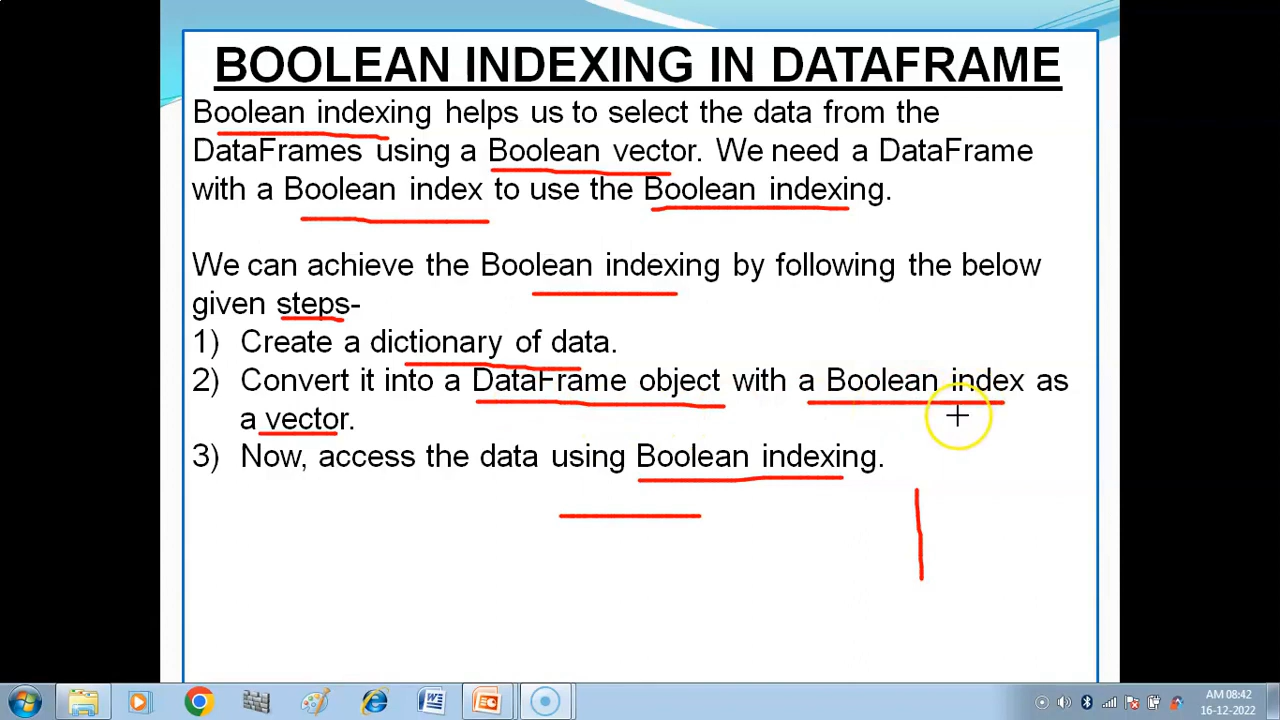 BOOLEAN INDEXING IN DATAFRAME
Boolean indexing helps us to select the data from the
DataFrames using a Boolean vector. We need a DataFrame
with a Boolean index to use the Boolean indexing.
We can achieve the Boolean indexing by following the below
given steps-
1) Create a dictionary of data.
2) Convert it into a DataFrame object with a Boolean index as
a vector.
3) Now, access the data using Boolean indexing.
AM 08:42
16-12-2022